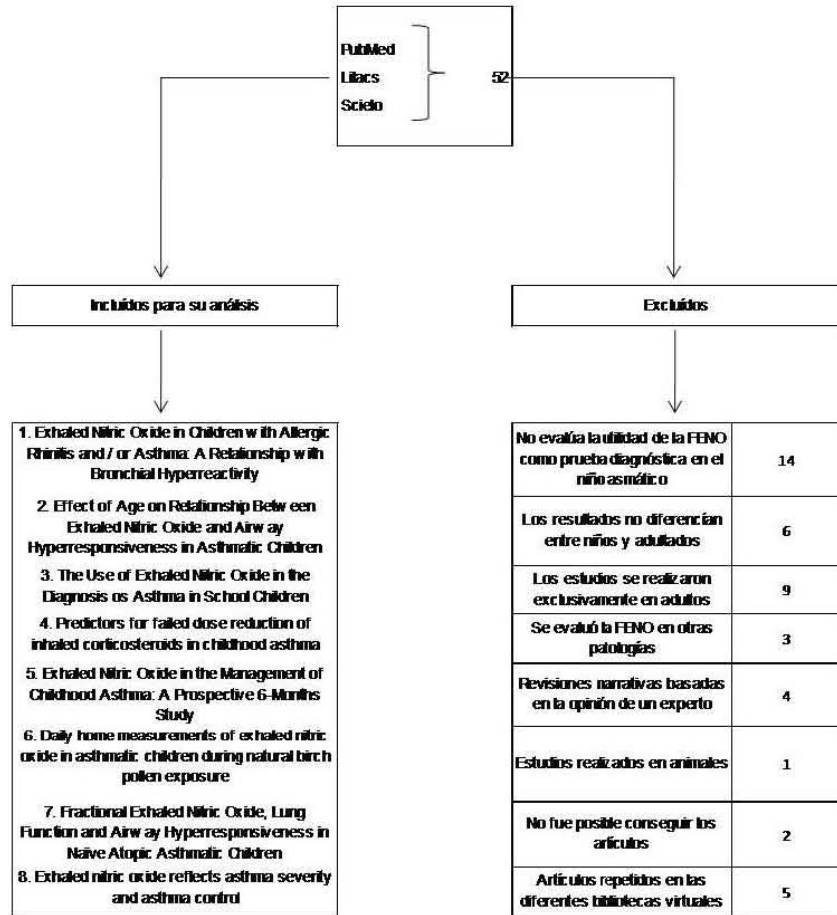 PubMed
Lilacs
Scielo
52
Incluídos para su análisis
Excluídos
1. Exhaled Nitric Oxide in Children with Allergic
Rhinitis and / or Asthma: A Relationship with
Bronchial Hyperreactivity
2. Effect of Age on Relationship Between
Exhaled Nitric Oxide and Airway
Hyperresponsiveness in Asthmatic Children
3. The Use of Exhaled Nitric Oxide in the
Diagnosis os Asthma in School Children
4. Predictors for failed dose reduction of
inhaled corticosteroids in childhood asthma
5. Exhaled Nitric Oxide in the Management of
Childhood Asthma: A Prospective 6-Months
Study
6. Daily home measurements of exhaled nitric
oxide in asthmatic children during natural birch
pollen exposure
7. Fractional Exhaled Nitric Oxide, Lung
Function and Airway Hyperresponsiveness in
Naïve Atopic Asthmatic Children
8. Exhaled nitric oxide reflects asthma severity
and asthma control
No evalúa la utilidad de la FENO
como prueba diagnóstica en el
niño asmático
14
Los resultados no diferencían
entre niños y adultados
6
Los estudios se realizaron
exclusivamente en adultos
9
Se evaluó la FENO en otras
patologías
3
Revisiones narrativas basadas
en la opinión de un experto
4
Estudios realizados en animales
1
No fue posible conseguir los
artículos
2
Artículos repetidos en las
diferentes bibliotecas virtuales
5